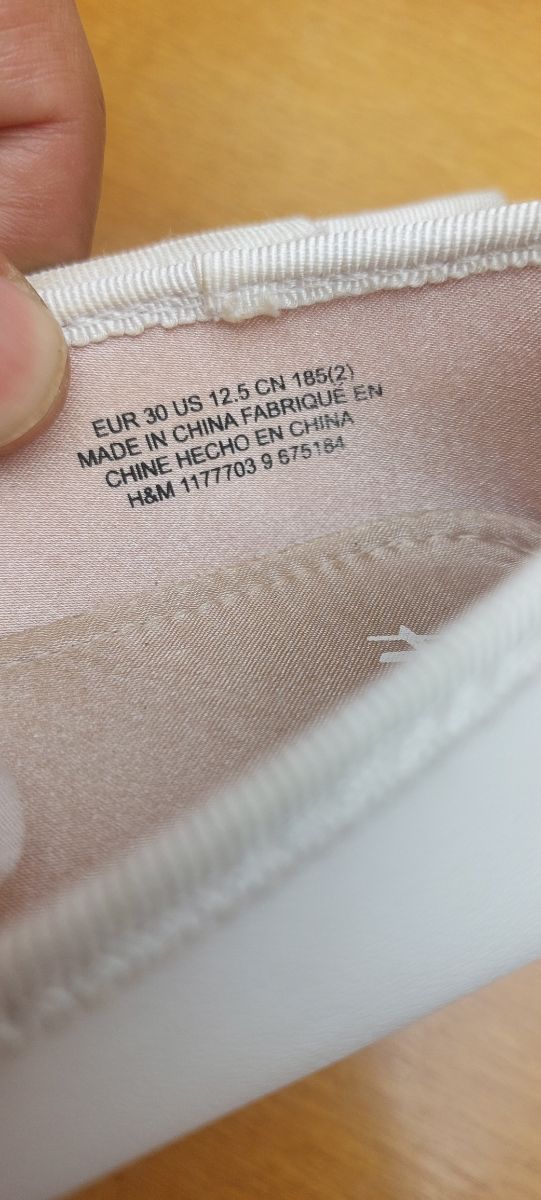 EUR 30 US 12.5 CN 185(2)
MADE IN CHINA FABRIQUÉ EN
CHINE HECHO EN CHINA
H&M 1177703 9 675184